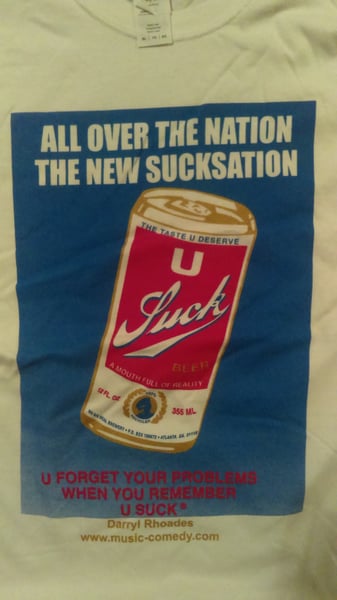 ALL OVER THE NATION
THE NEW SUCKSATION
THE TASTE U DESERVE
U
Suck
BEER
A MOUTH FULL OF REALITY
12 FL. OZ.
355 ML.
U FORGET YOUR PROBLEMS
WHEN YOU REMEMBER
U SUCK®
Darryl Rhoades
www.music-comedy.com